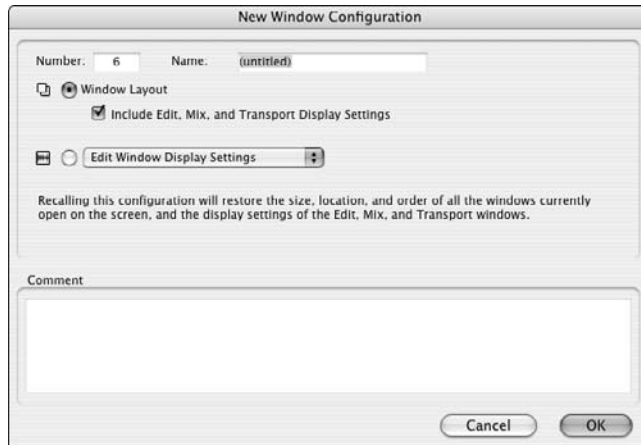 New Window Configuration
Number: 6 Name: (untitled)
Window Layout
Include Edit, Mix, and Transport Display Settings
Edit Window Display Settings
Recalling this configuration will restore the size, location, and order of all the windows currently
open on the screen, and the display settings of the Edit, Mix, and Transport windows.
Comment
Cancel OK